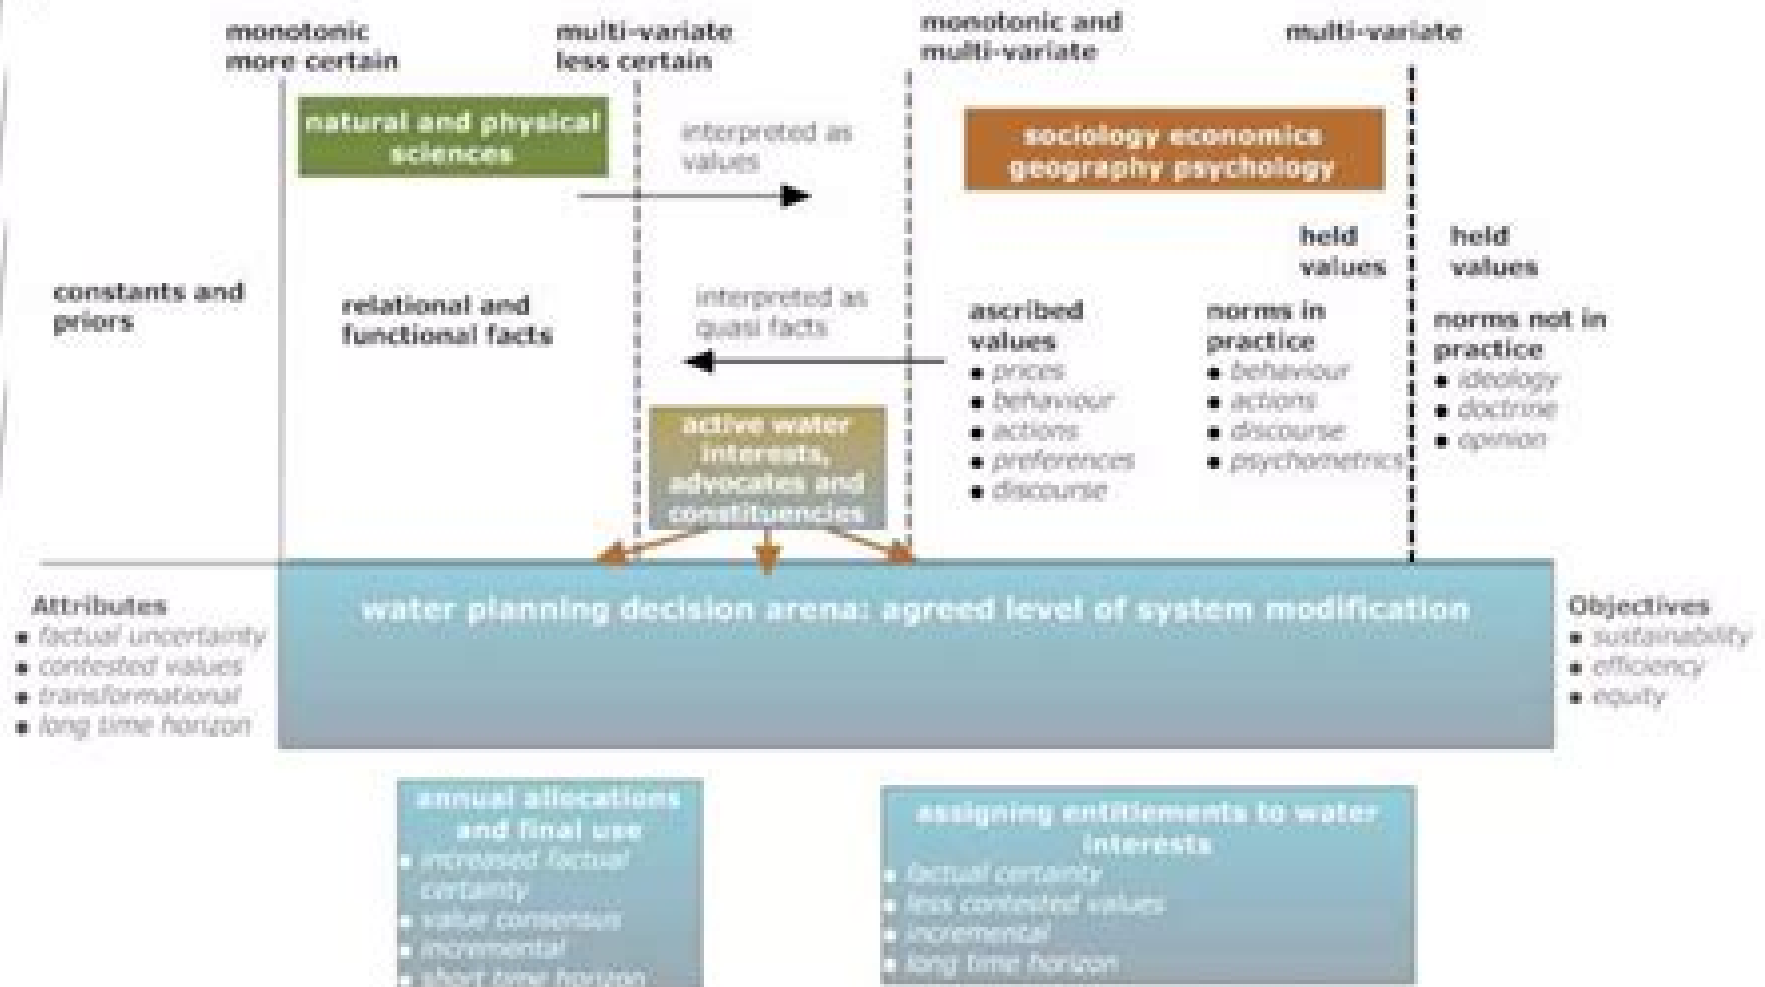 monotonic
more certain
multi-variate
less certain
monotonic and
multi-variate
multi-variate
natural and physical
sciences
interpreted as
values
sociology economics
geography psychology
held
values
held
values
constants and
priors
relational and
functional facts
interpreted as
quasi facts
ascribed
values
• prices
• behaviour
• actions
• preferences
• discourse
norms in
practice
• behaviour
• actions
• discourse
• psychometrics
norms not in
practice
• ideology
• doctrine
• opinion
active water
interests,
advocates and
constituencies
water planning decision arena: agreed level of system modification
Attributes
• factual uncertainty
• contested values
• transformational
• long time horizon
Objectives
• sustainability
• efficiency
• equity
annual allocations
and final use
• increased factual
certainty
• value consensus
• incremental
• short time horizon
assigning entitlements to water
interests
• factual certainty
• less contested values
• incremental
• long time horizon